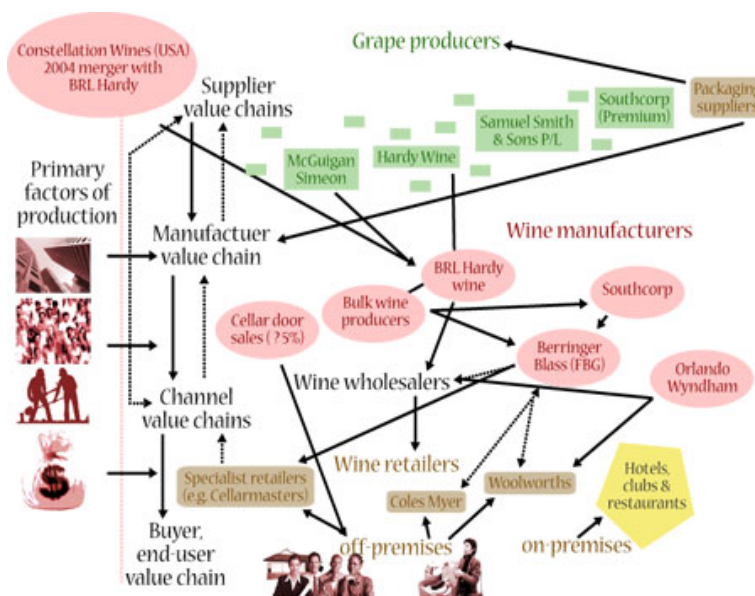 Constellation Wines (USA)
2004 merger with
BRL Hardy
Grape producers
Supplier
value chains
Packaging
suppliers
Southcorp
(Premium)
Samuel Smith
& Sons P/L
Hardy Wine
McGuigan
Simeon
Primary
factors of
production
Manufactuer
value chain
Wine manufacturers
BRL Hardy
wine
Bulk wine
producers
Southcorp
Cellar door
sales (?5%)
Berringer
Blass (FBG)
Orlando
Wyndham
Wine wholesalers
Channel
value chains
Wine retailers
Specialist retailers
(e.g. Cellarmasters)
Coles Myer
Woolworths
Hotels,
clubs &
restaurants
Buyer,
end-user
value chain
off-premises
on-premises
$